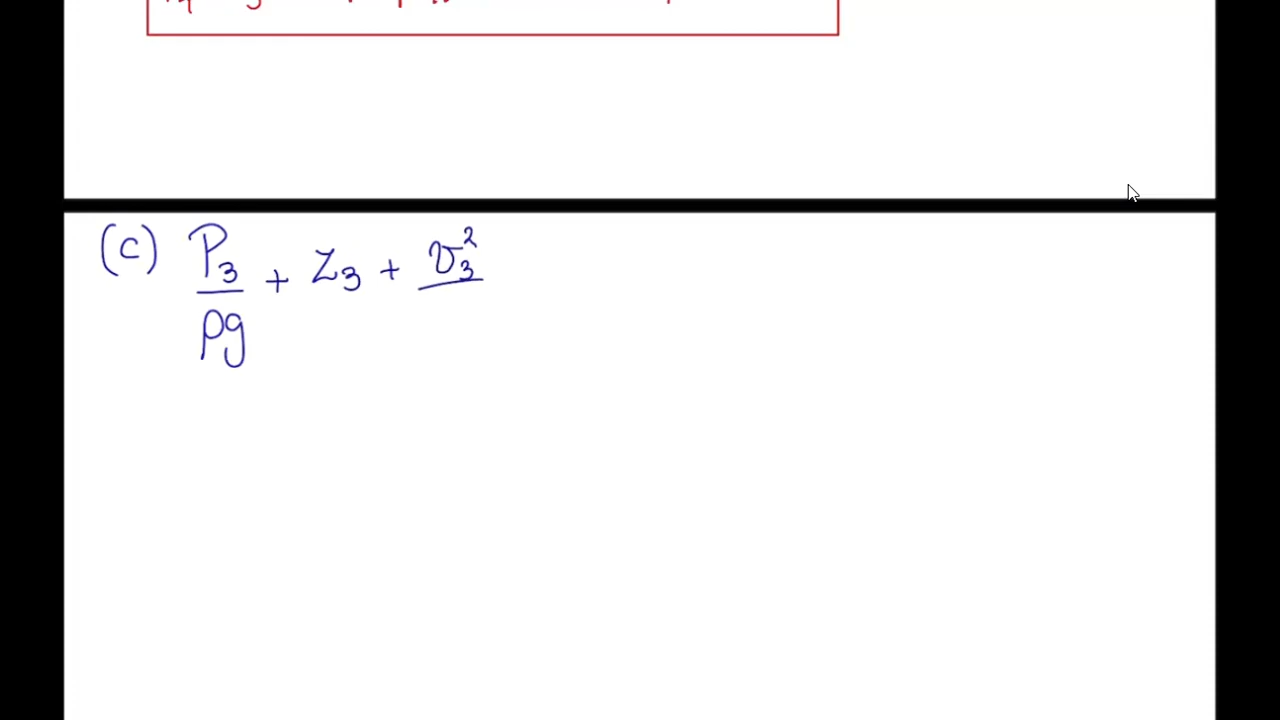 (c) P₃/ρg + Z₃ + v₃²